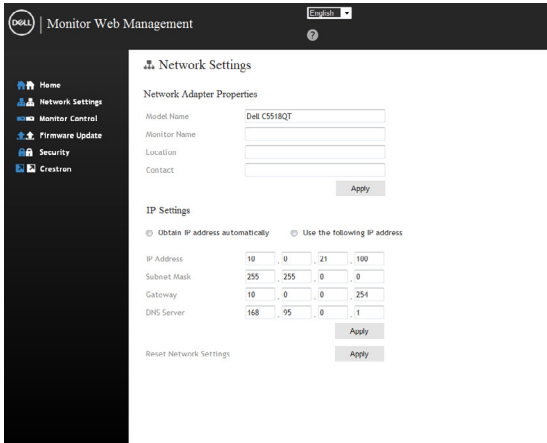 DELL Monitor Web Management
English
?
Home
Network Settings
Monitor Control
Firmware Update
Security
Crestron
Network Settings
Network Adapter Properties
Model Name Dell C5518QT
Monitor Name
Location
Contact
Apply
IP Settings
Obtain IP address automatically Use the following IP address
IP Address 10 . 0 . 21 . 100
Subnet Mask 255 . 255 . 0 . 0
Gateway 10 . 0 . 0 . 254
DNS Server 168 . 95 . 0 . 1
Apply
Reset Network Settings Apply